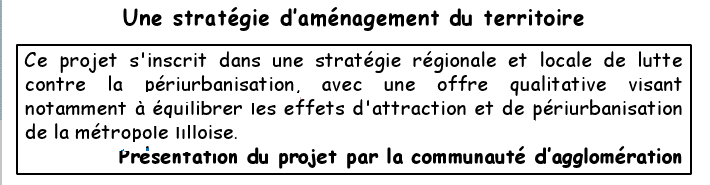 Une stratégie d'aménagement du territoire
Ce projet s'inscrit dans une stratégie régionale et locale de lutte
contre la périurbanisation, avec une offre qualitative visant
notamment à équilibrer les effets d'attraction et de périurbanisation
de la métropole lilloise.
Présentation du projet par la communauté d'agglomération